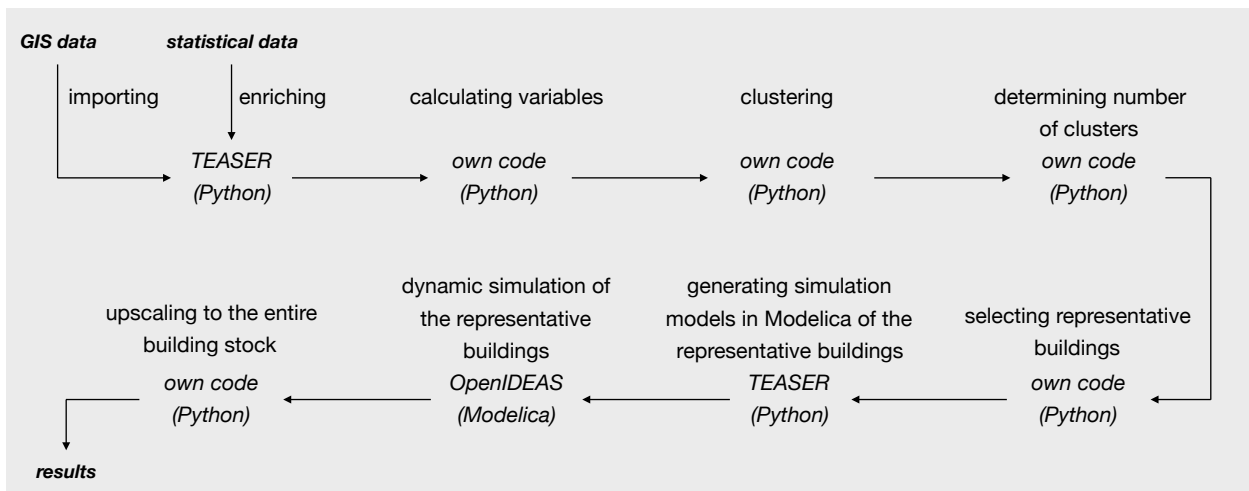 GIS data
statistical data
importing
enriching
TEASER
(Python)
calculating variables
own code
(Python)
clustering
own code
(Python)
determining number
of clusters
own code
(Python)
selecting representative
buildings
own code
(Python)
generating simulation
models in Modelica of the
representative buildings
TEASER
(Python)
dynamic simulation of
the representative
buildings
OpenIDEAS
(Modelica)
upscaling to the entire
building stock
own code
(Python)
results